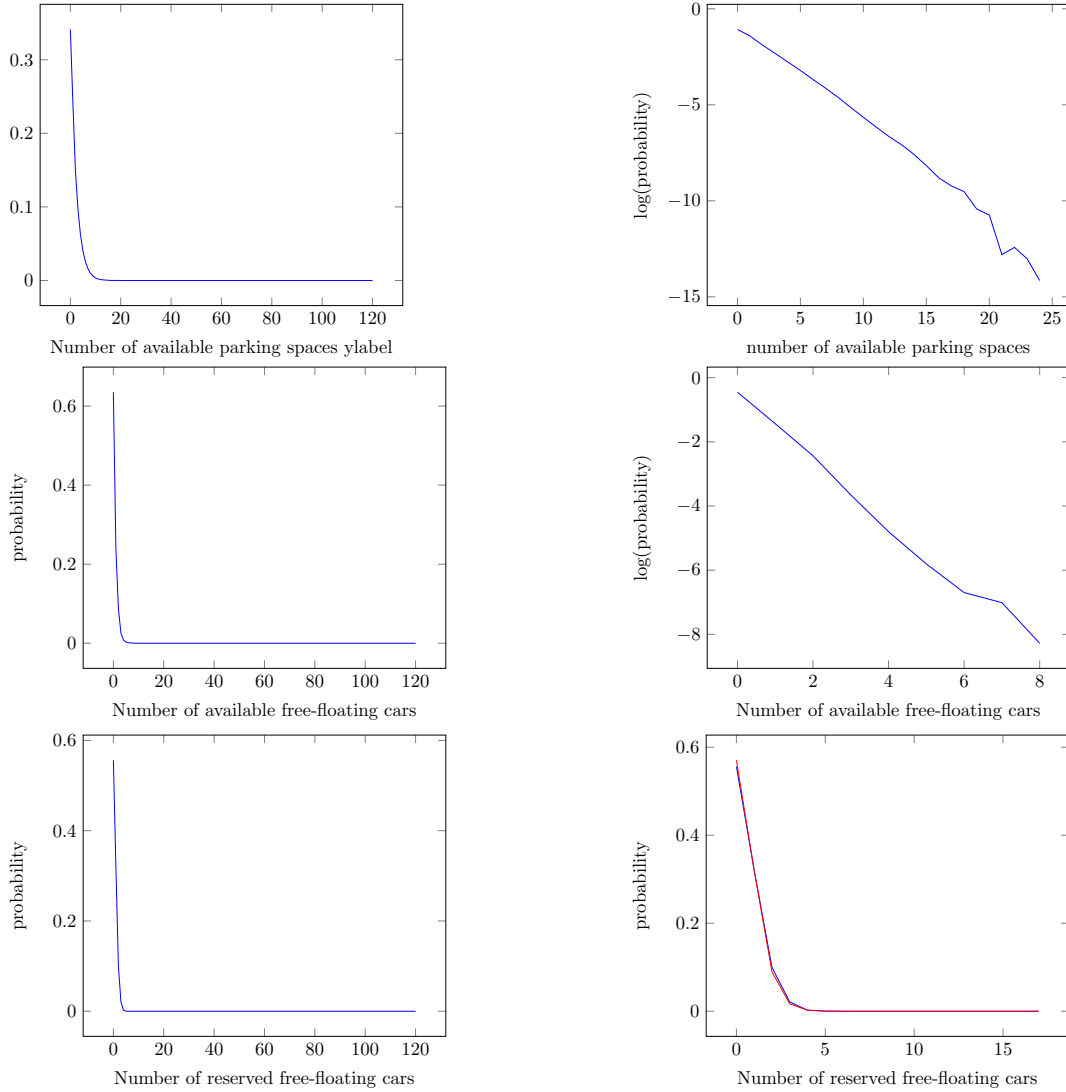 0
0.1
0.2
0.3
0 20 40 60 80 100 120
Number of available parking spaces ylabel
log(probability)
0
−5
−10
−15
0 5 10 15 20 25
number of available parking spaces
probability
0.6
0.4
0.2
0
0 20 40 60 80 100 120
Number of available free-floating cars
log(probability)
0
−2
−4
−6
−8
0 2 4 6 8
Number of available free-floating cars
probability
0.6
0.4
0.2
0
0 20 40 60 80 100 120
Number of reserved free-floating cars
probability
0.6
0.4
0.2
0
0 5 10 15
Number of reserved free-floating cars